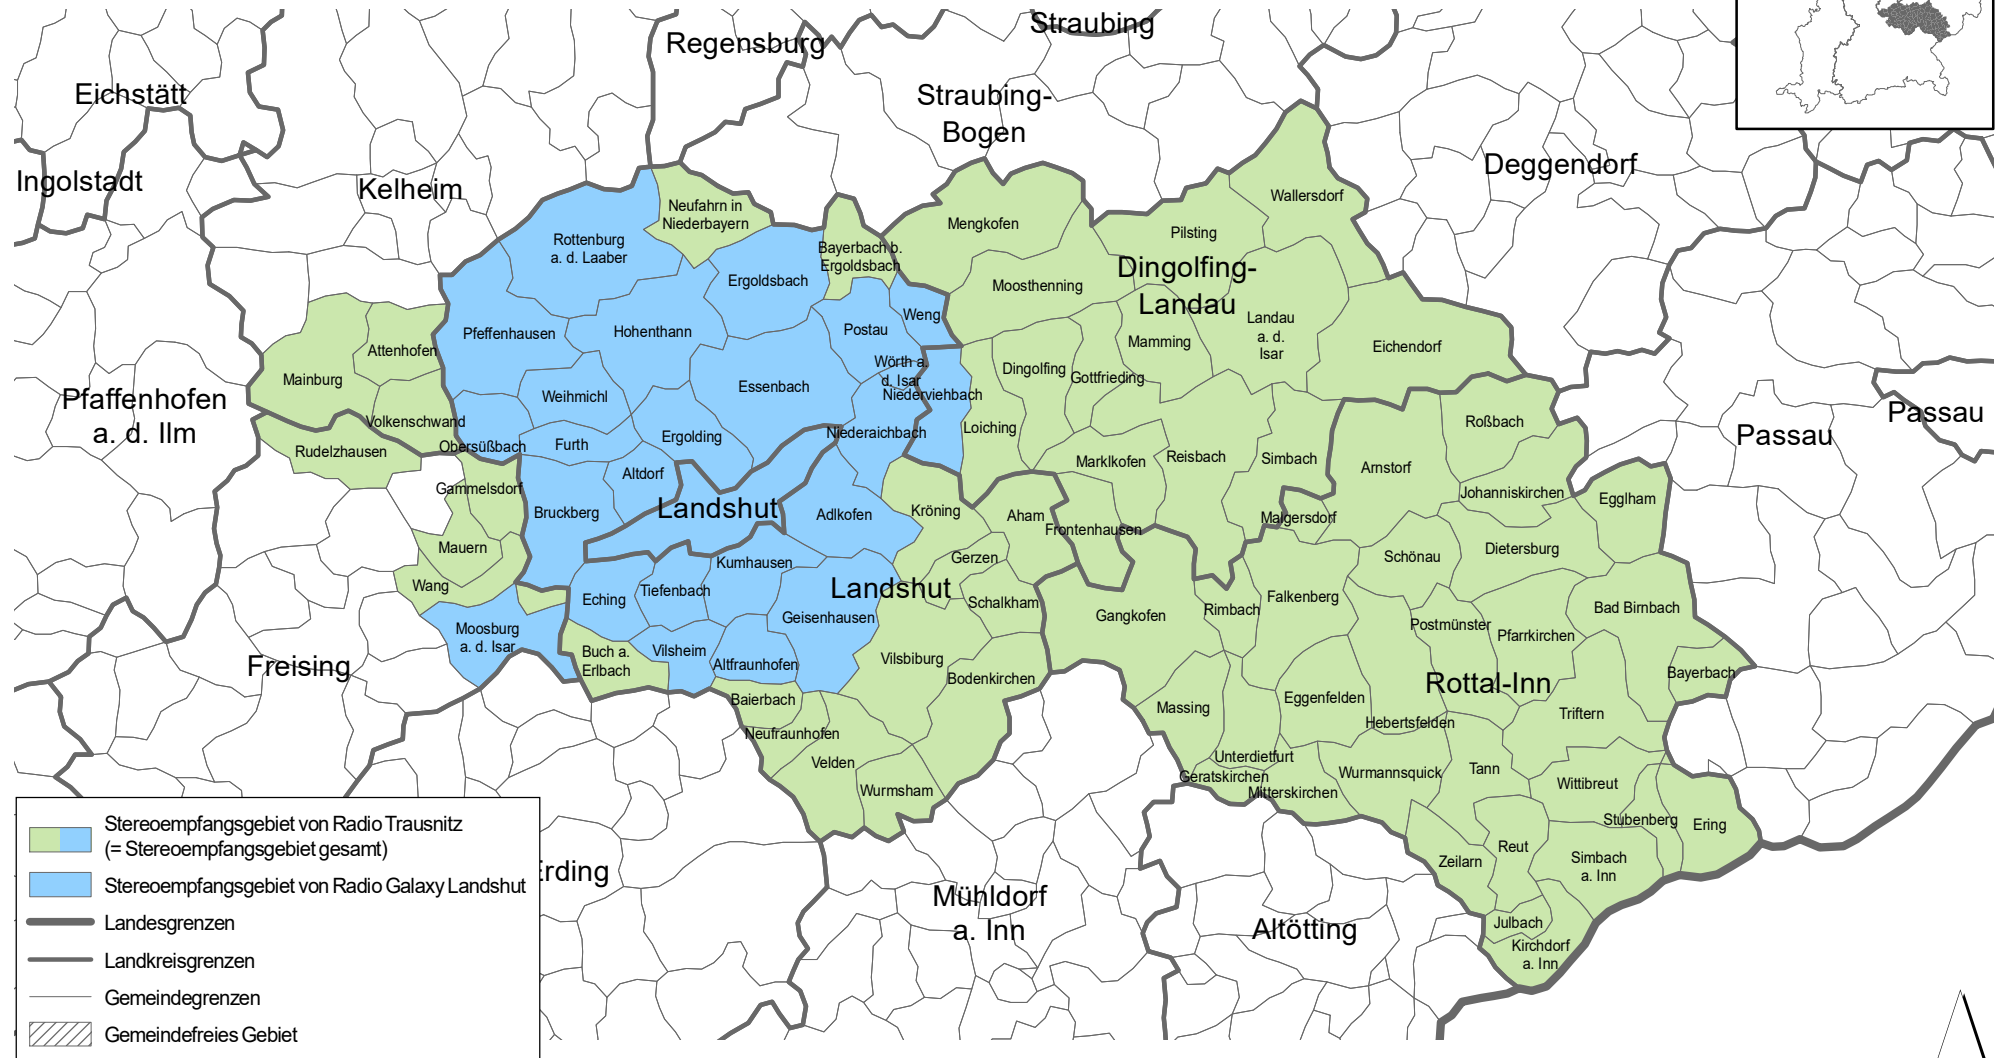 Straubing
Regensburg
Eichstätt
Straubing-
Bogen
Deggendorf
Ingolstadt
Kelheim
Wallersdorf
Neufahrn in
Niederbayern
Mengkofen
Pilsting
Rottenburg
a. d. Laaber
Bayerbach b.
Ergoldsbach
Dingolfing-
Landau
Ergoldsbach
Moosthenning
Weng
Landau
a. d.
Isar
Pfeffenhausen
Hohenthann
Postau
Mamming
Eichendorf
Attenhofen
Wörth a.
d. Isar
Dingolfing
Gottfrieding
Mainburg
Essenbach
Niederviehbach
Weihmichl
Pfaffenhofen
a. d. Ilm
Passau
Passau
Volkenschwand
Loiching
Roßbach
Obersüßbach
Furth
Ergolding
Niederaichbach
Rudelzhausen
Marklkofen
Reisbach
Simbach
Arnstorf
Altdorf
Gammelsdorf
Johanniskirchen
Egglham
Bruckberg
Landshut
Adlkofen
Kröning
Aham
Frontenhausen
Malgersdorf
Mauern
Gerzen
Schönau
Dietersburg
Kumhausen
Wang
Eching
Tiefenbach
Landshut
Schalkham
Geisenhausen
Gangkofen
Rimbach
Falkenberg
Bad Birnbach
Postmünster
Pfarrkirchen
Moosburg
a. d. Isar
Freising
Buch a.
Erlbach
Vilsheim
Altfraunhofen
Vilsbiburg
Bodenkirchen
Bayerbach
Rottal-Inn
Baierbach
Massing
Eggenfelden
Hebertsfelden
Triftern
Neufraunhofen
Velden
Unterdietfurt
Geratskirchen
Wurmannsquick
Tann
Wittibreut
Wurmsham
Mitterskirchen
Stubenberg
Ering
Reut
Zeilarn
Simbach
a. Inn
Erding
Mühldorf
a. Inn
Altötting
Julbach
Kirchdorf
a. Inn
Stereoempfangsgebiet von Radio Trausnitz
(= Stereoempfangsgebiet gesamt)
Stereoempfangsgebiet von Radio Galaxy Landshut
Landesgrenzen
Landkreisgrenzen
Gemeindegrenzen
Gemeindefreies Gebiet